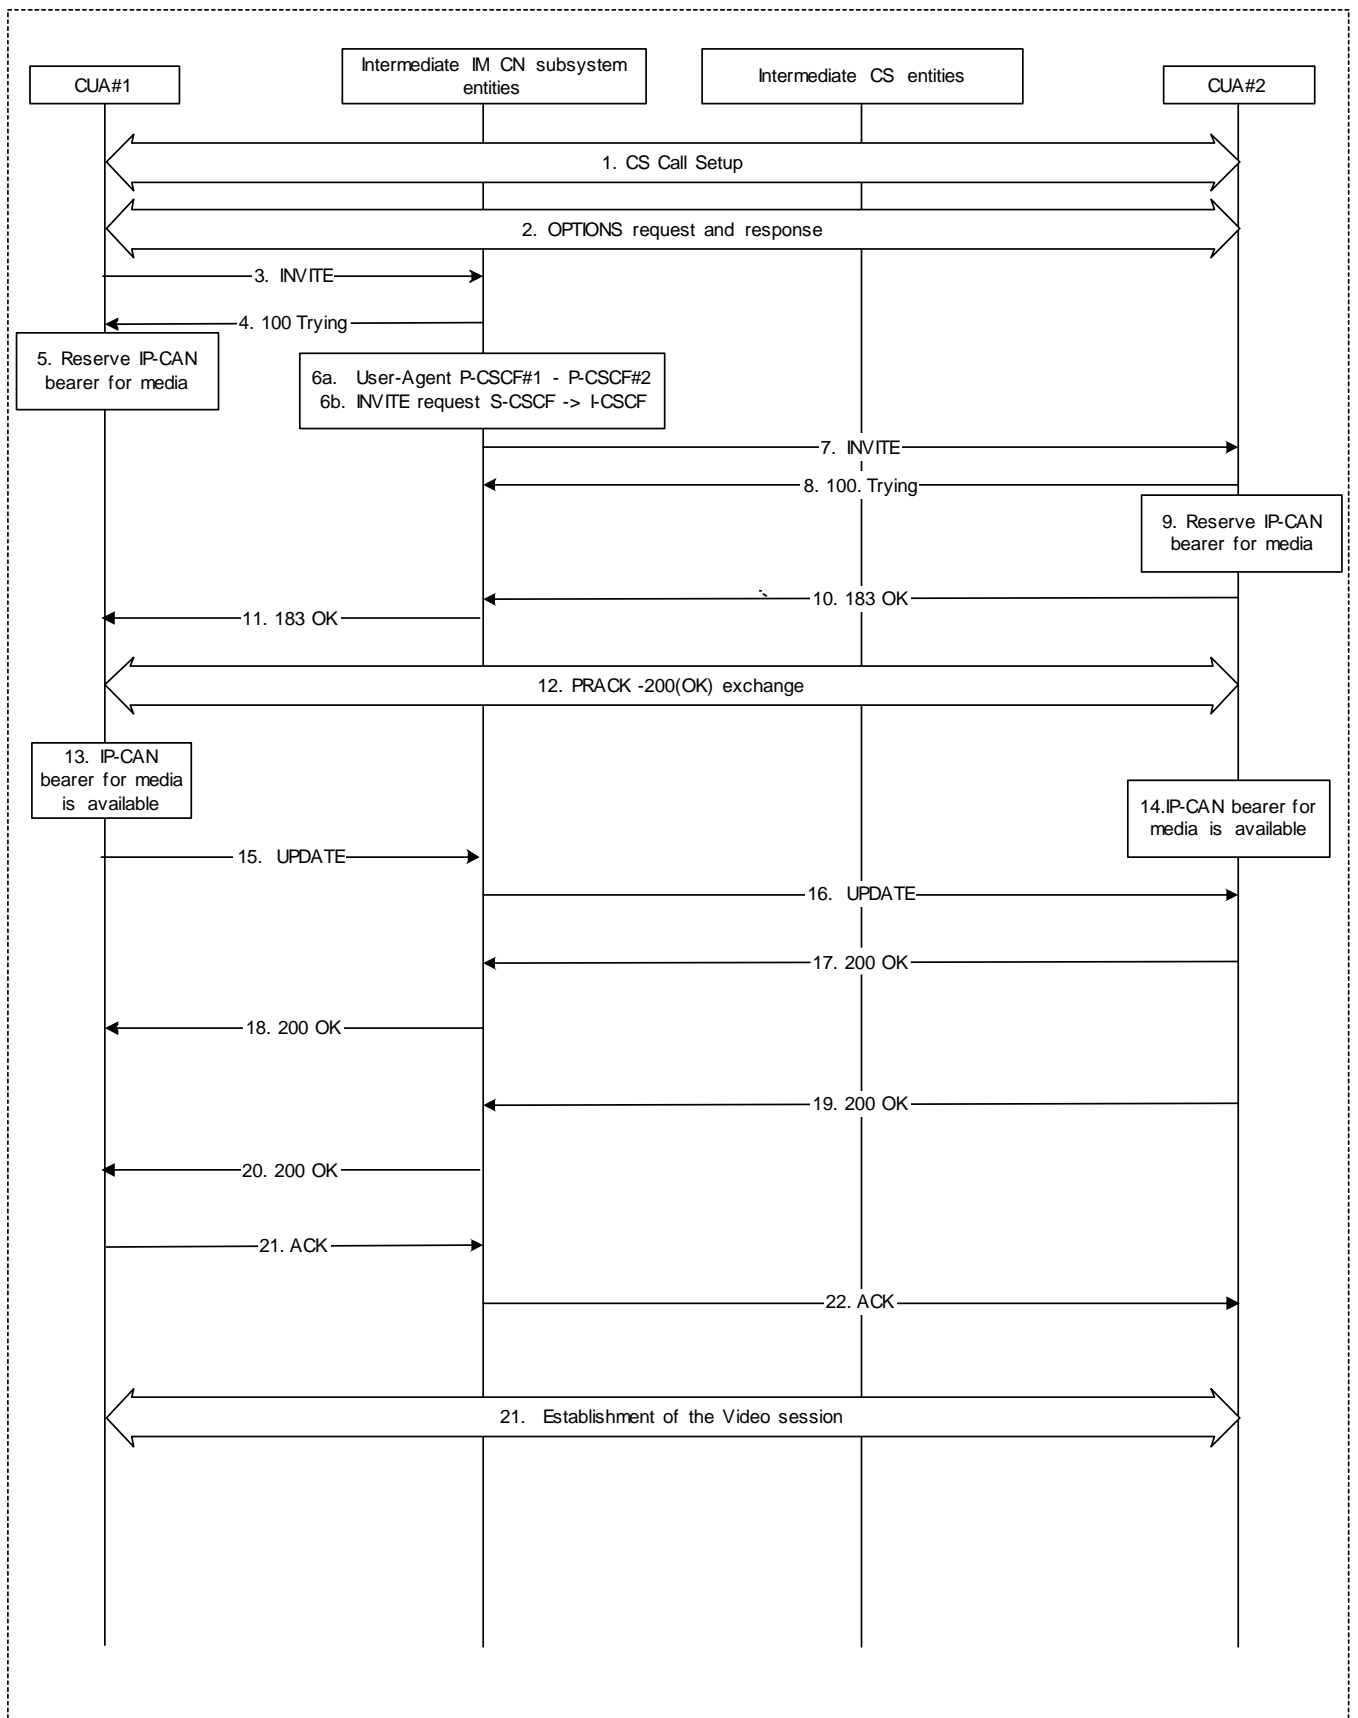 CUA#1
Intermediate IM CN subsystem
entities
Intermediate CS entities
CUA#2
1. CS Call Setup
2. OPTIONS request and response
3. INVITE
4. 100 Trying
5. Reserve IP-CAN
bearer for media
6a. User-Agent P-CSCF#1 - P-CSCF#2
6b. INVITE request S-CSCF -> I-CSCF
7. INVITE
8. 100. Trying
9. Reserve IP-CAN
bearer for media
10. 183 OK
11. 183 OK
12. PRACK -200(OK) exchange
13. IP-CAN
bearer for media
is available
14.IP-CAN bearer for
media is available
15. UPDATE
16. UPDATE
17. 200 OK
18. 200 OK
19. 200 OK
20. 200 OK
21. ACK
22. ACK
21. Establishment of the Video session